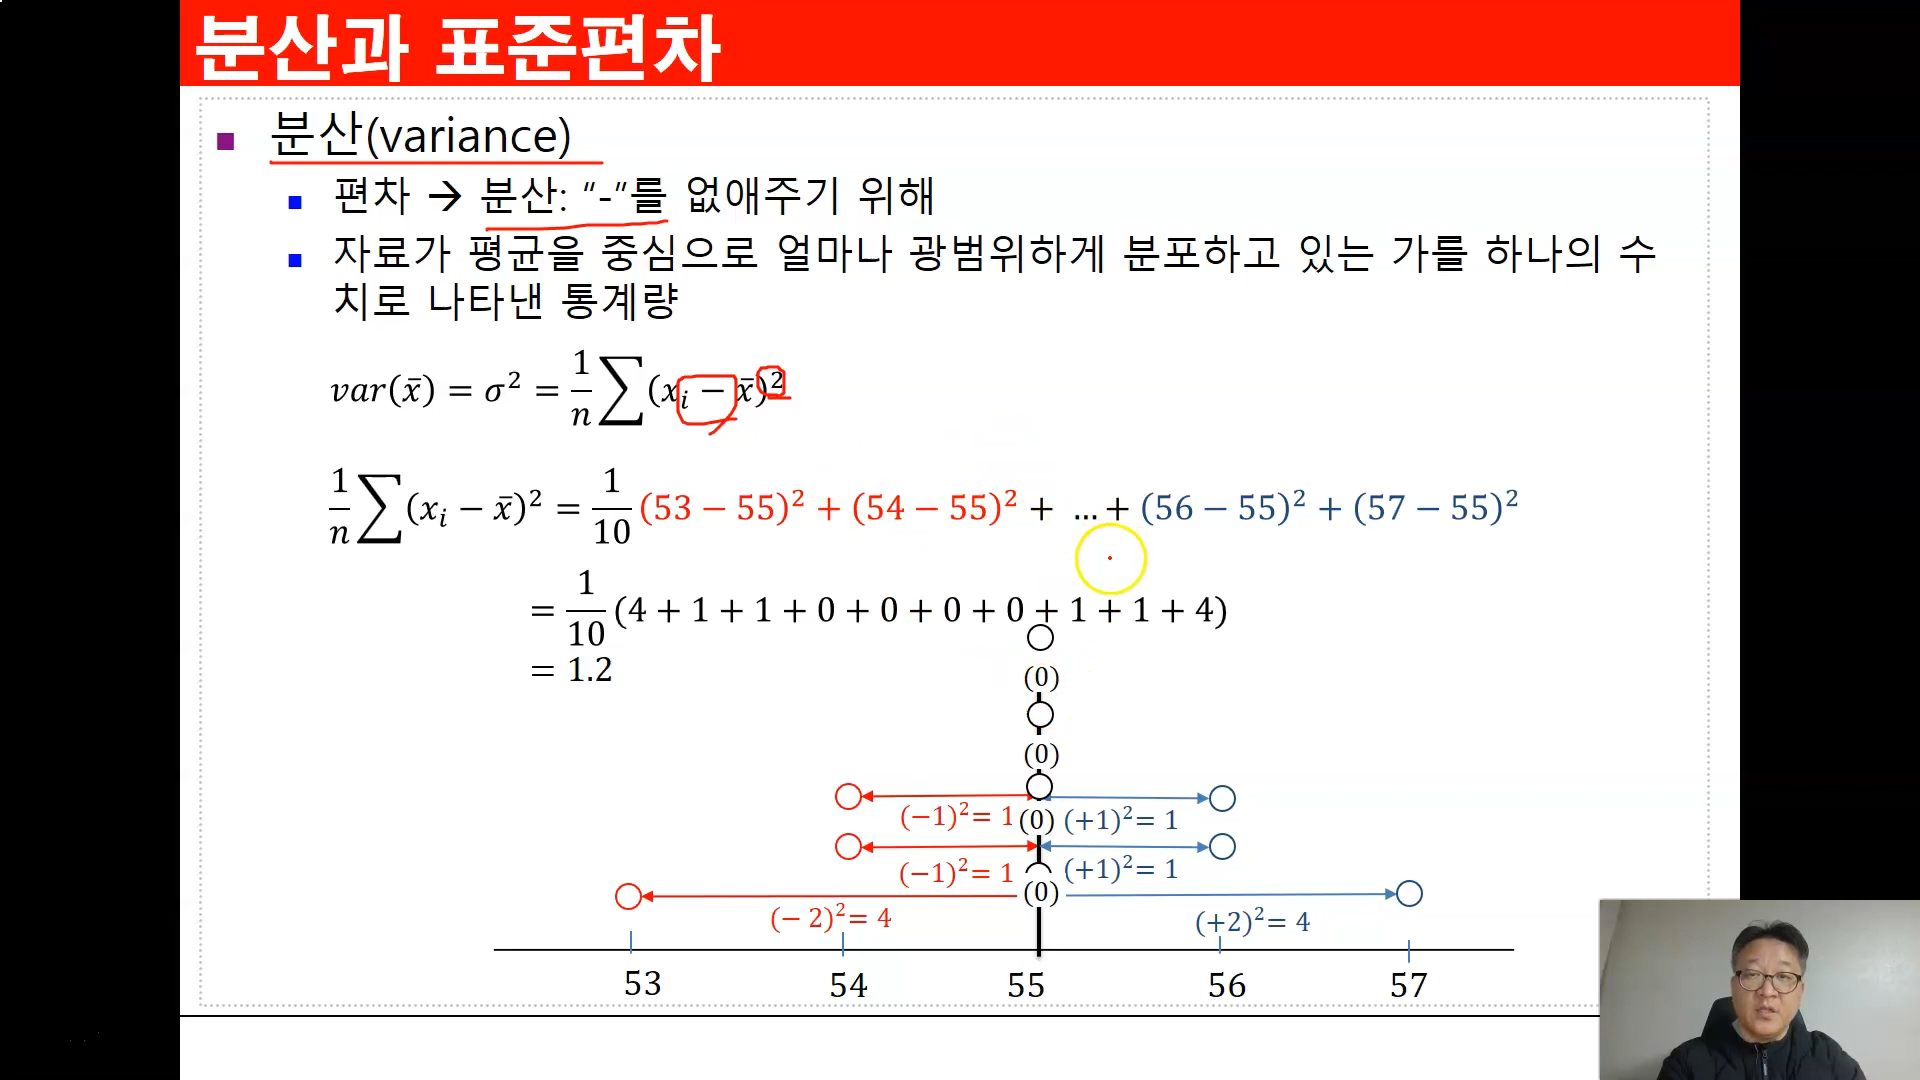 분산과 표준편차
분산(variance)
편차 → 분산: "-"를 없애주기 위해
자료가 평균을 중심으로 얼마나 광범위하게 분포하고 있는 가를 하나의 수
치로 나타낸 통계량
var(x̄) = σ² = 1/n ∑(xᵢ − x̄)²
1/n ∑(xᵢ − x̄)² = 1/10 (53 − 55)² + (54 − 55)² + ... + (56 − 55)² + (57 − 55)²
= 1/10 (4 + 1 + 1 + 0 + 0 + 0 + 0 + 1 + 1 + 4)
= 1.2
(0)
(0)
(−1)²= 1 (0) (+1)²= 1
(−1)²= 1 (+1)²= 1
(0)
(− 2)²= 4 (+2)²= 4
53 54 55 56 57